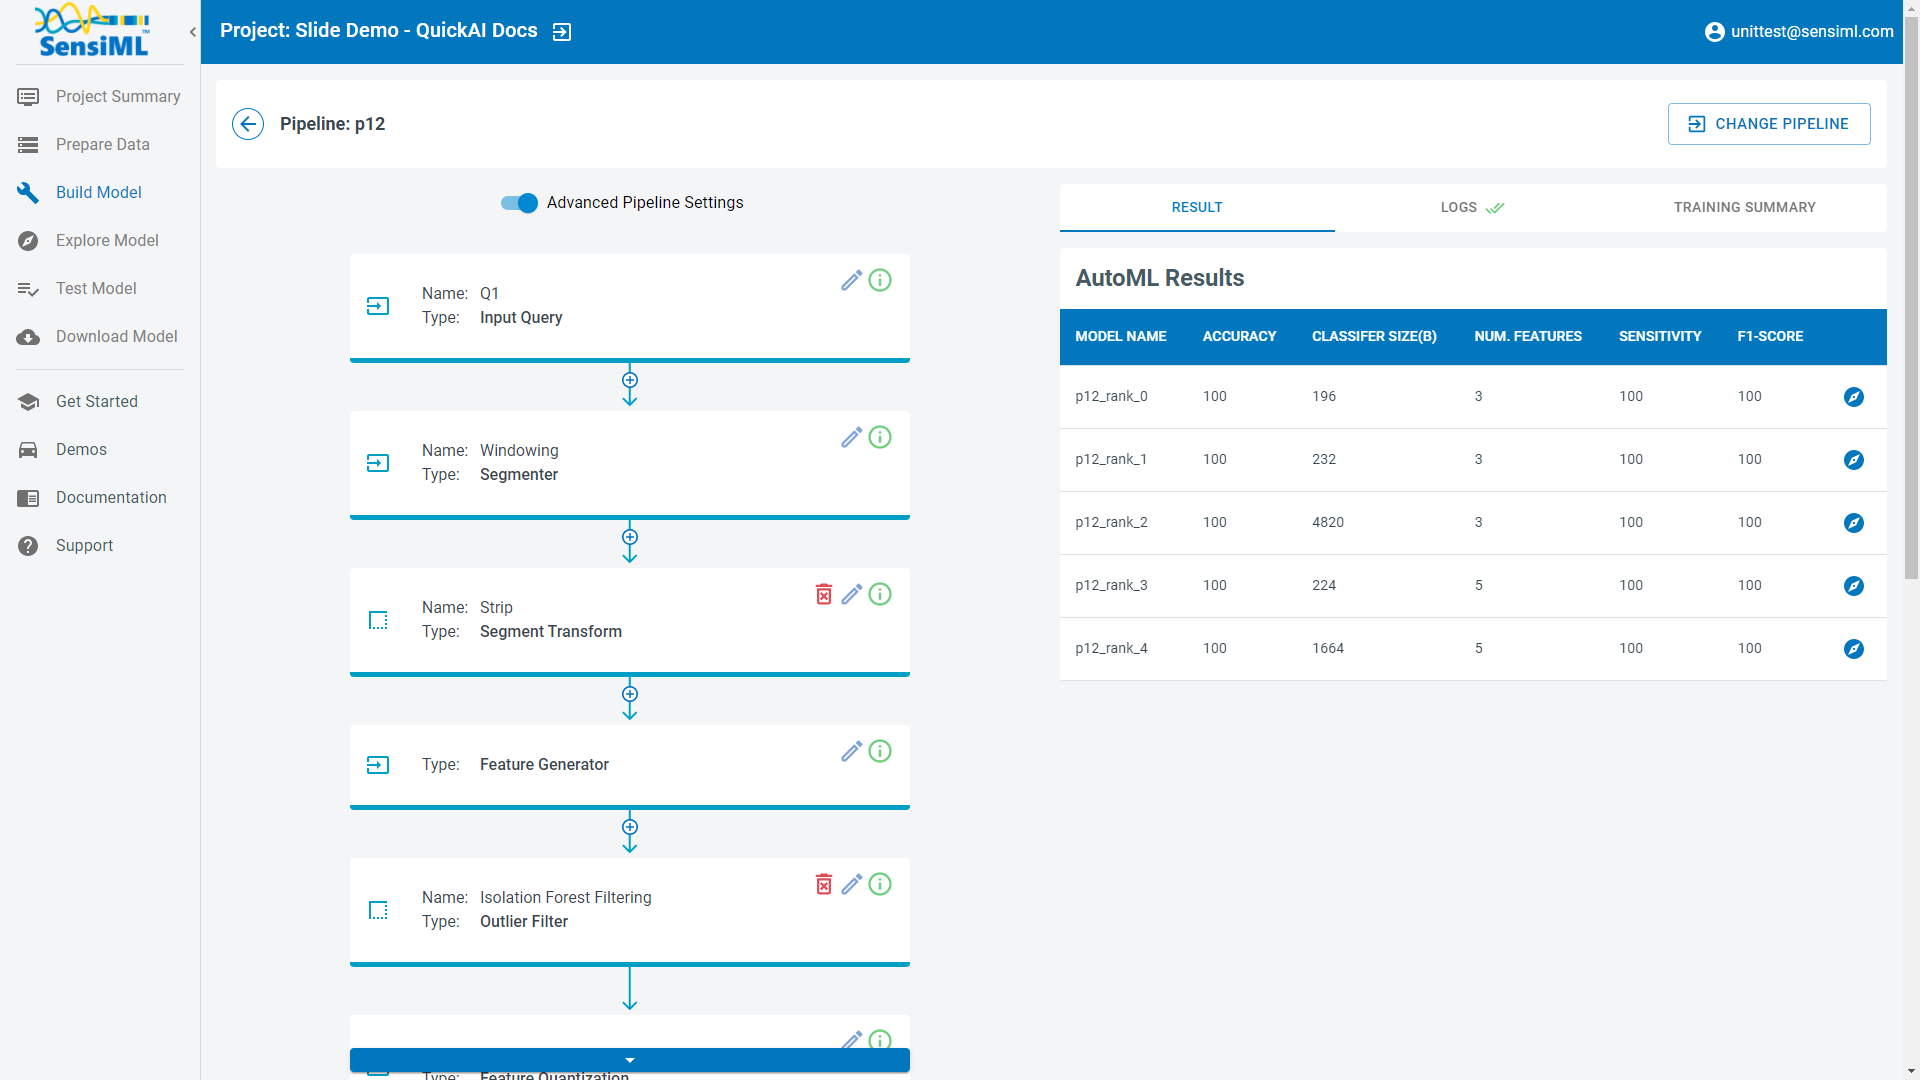 SensiML
Project: Slide Demo - QuickAI Docs
unittest@sensiml.com
Project Summary
Prepare Data
Build Model
Explore Model
Test Model
Download Model
Get Started
Demos
Documentation
Support
Pipeline: p12
CHANGE PIPELINE
Advanced Pipeline Settings
Name: Q1
Type: Input Query
Name: Windowing
Type: Segmenter
Name: Strip
Type: Segment Transform
Type: Feature Generator
Name: Isolation Forest Filtering
Type: Outlier Filter
Type: Feature Quantization
RESULT LOGS TRAINING SUMMARY
AutoML Results
MODEL NAME ACCURACY CLASSIFER SIZE(B) NUM. FEATURES SENSITIVITY F1-SCORE
p12_rank_0 100 196 3 100 100
p12_rank_1 100 232 3 100 100
p12_rank_2 100 4820 3 100 100
p12_rank_3 100 224 5 100 100
p12_rank_4 100 1664 5 100 100